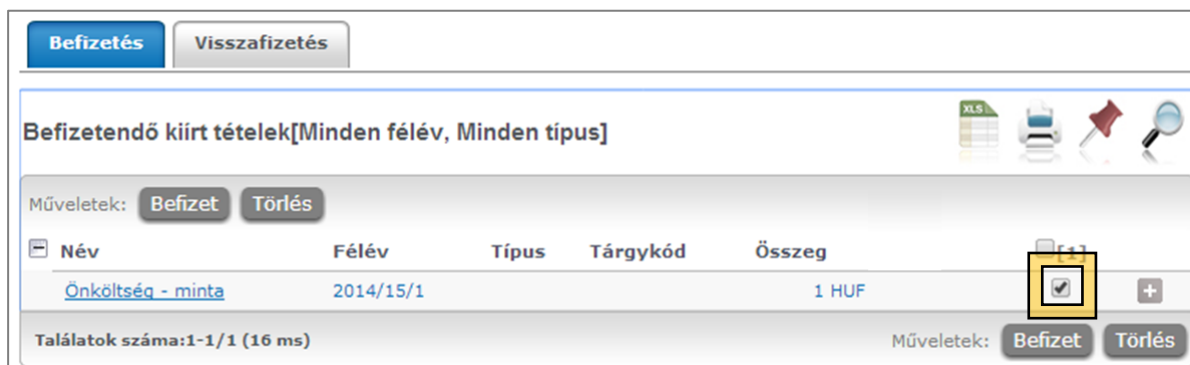 Befizetés Visszafizetés
XLS
Befizetendő kiírt tételek[Minden félév, Minden típus]
Műveletek: Befizet Törlés
Név Félév Típus Tárgykód Összeg [1]
Önköltség - minta 2014/15/1 1 HUF
Találatok száma:1-1/1 (16 ms) Műveletek: Befizet Törlés